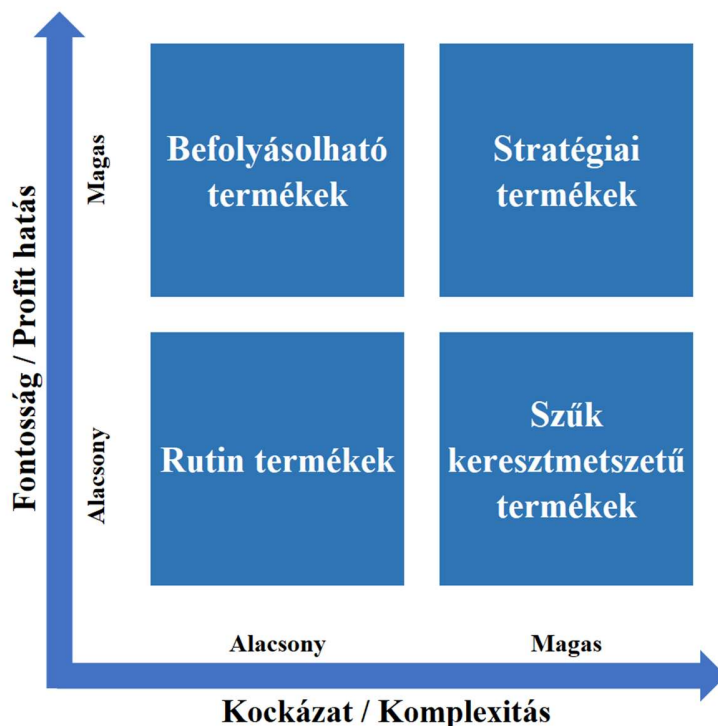 Fontosság / Profit hatás
Magas
Befolyásolható
termékek
Stratégiai
termékek
Alacsony
Rutin termékek
Szűk
keresztmetszetű
termékek
Alacsony
Magas
Kockázat / Komplexitás